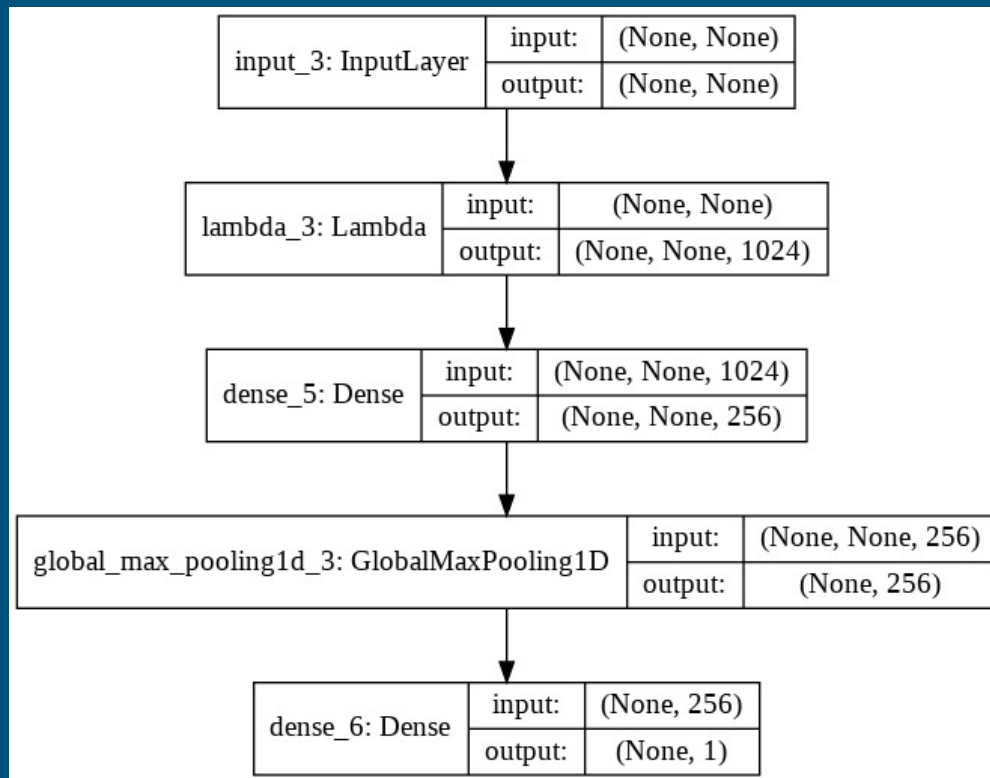 input_3: InputLayer
input: (None, None)
output: (None, None)
lambda_3: Lambda
input: (None, None)
output: (None, None, 1024)
dense_5: Dense
input: (None, None, 1024)
output: (None, None, 256)
global_max_pooling1d_3: GlobalMaxPooling1D
input: (None, None, 256)
output: (None, 256)
dense_6: Dense
input: (None, 256)
output: (None, 1)